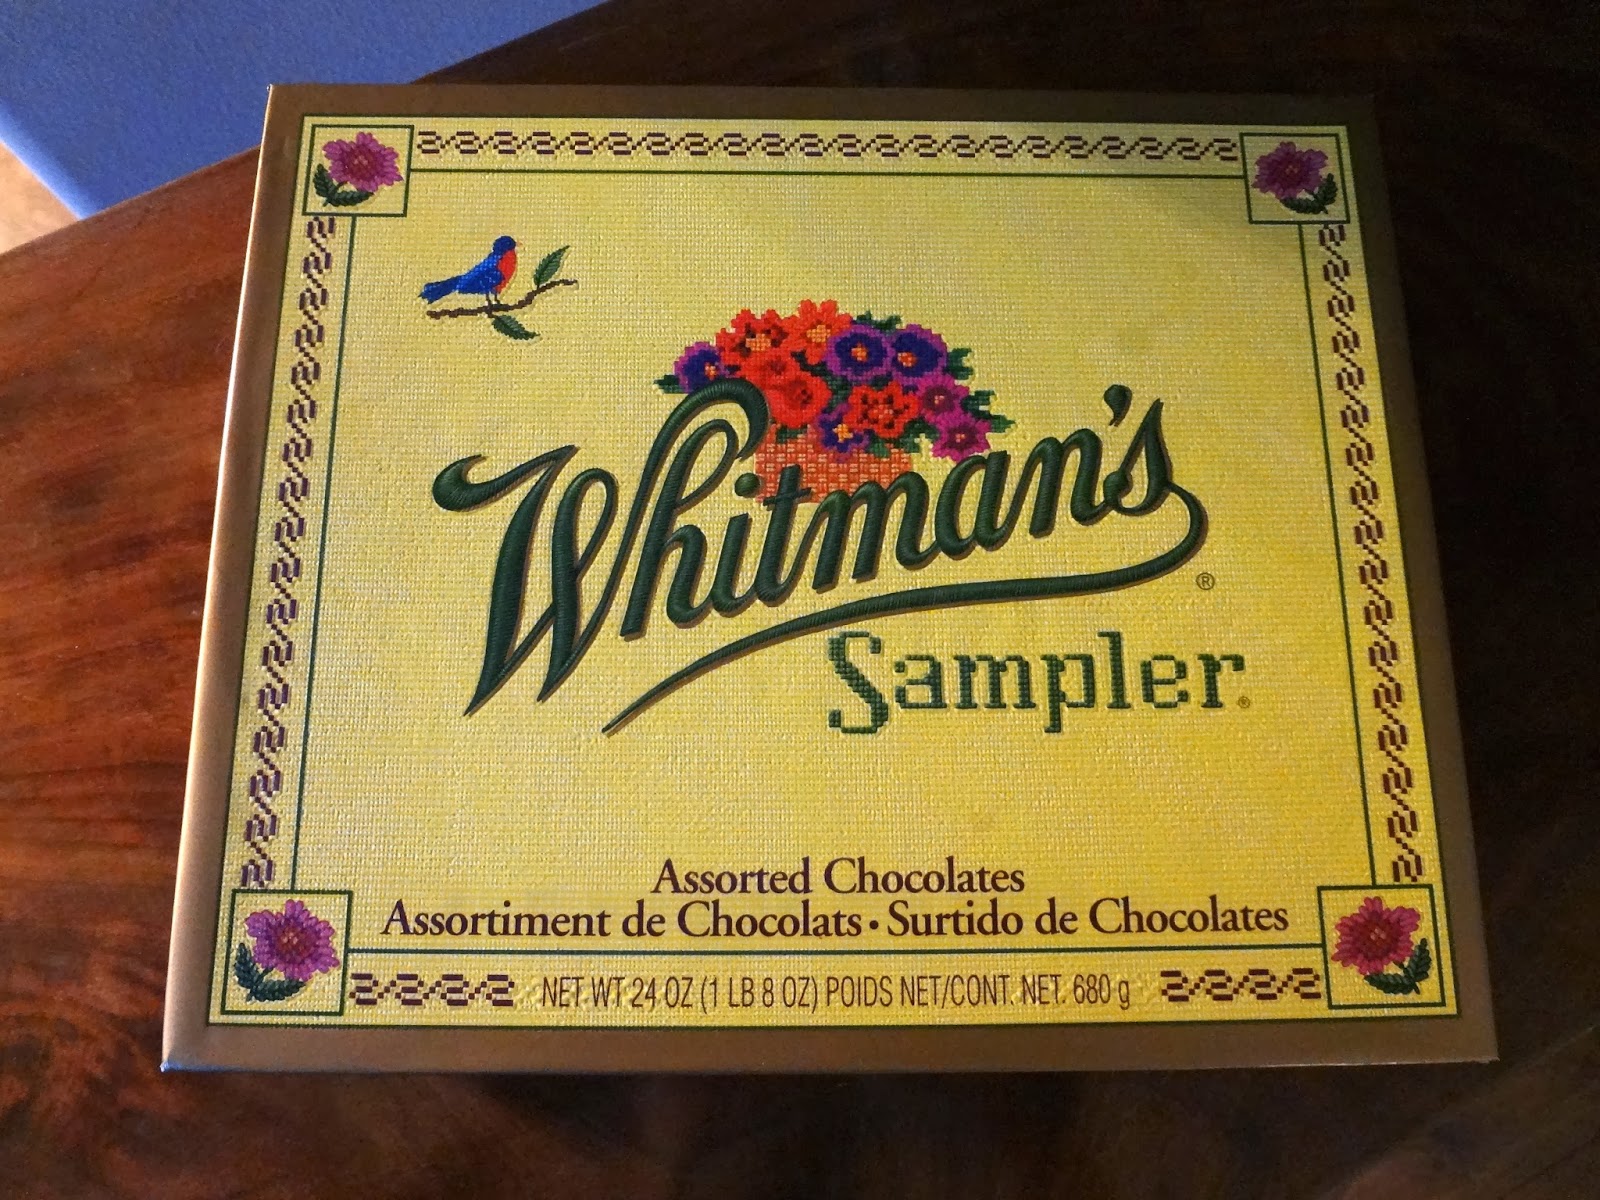 Whitman's ®
Sampler ®
Assorted Chocolates
Assortiment de Chocolats • Surtido de Chocolates
NET WT 24 OZ (1 LB 8 OZ) POIDS NET/CONT. NET. 680 g